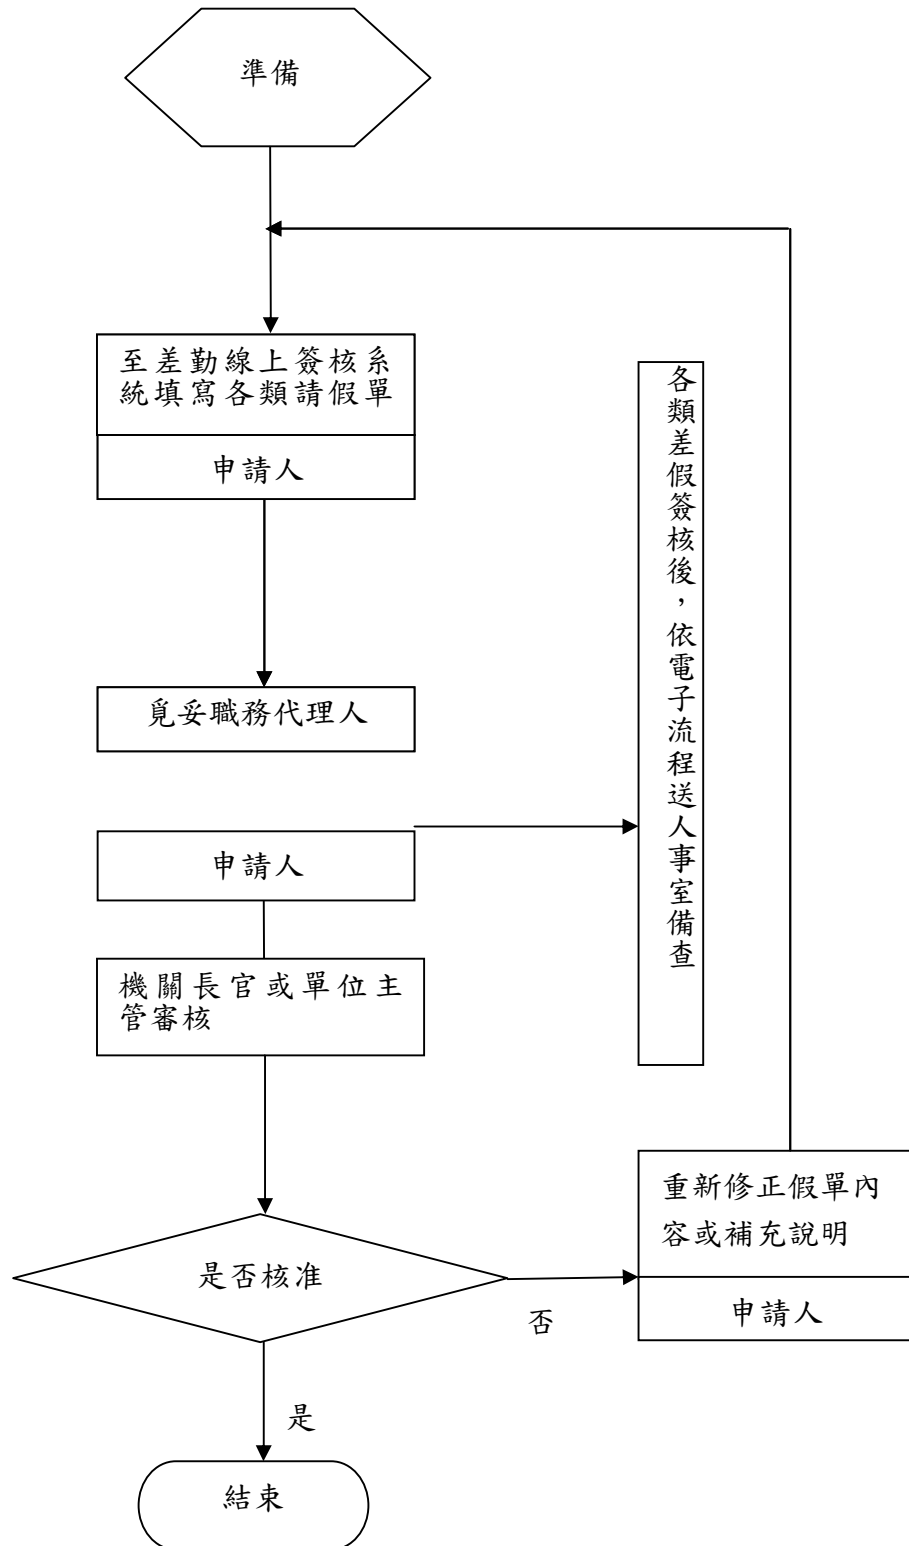 準備
至差勤線上簽核系
統填寫各類請假單
申請人
覓妥職務代理人
申請人
各類差假簽核後，依電子流程送人事室備查
機關長官或單位主
管審核
是否核准
否
重新修正假單內
容或補充說明
申請人
是
結束